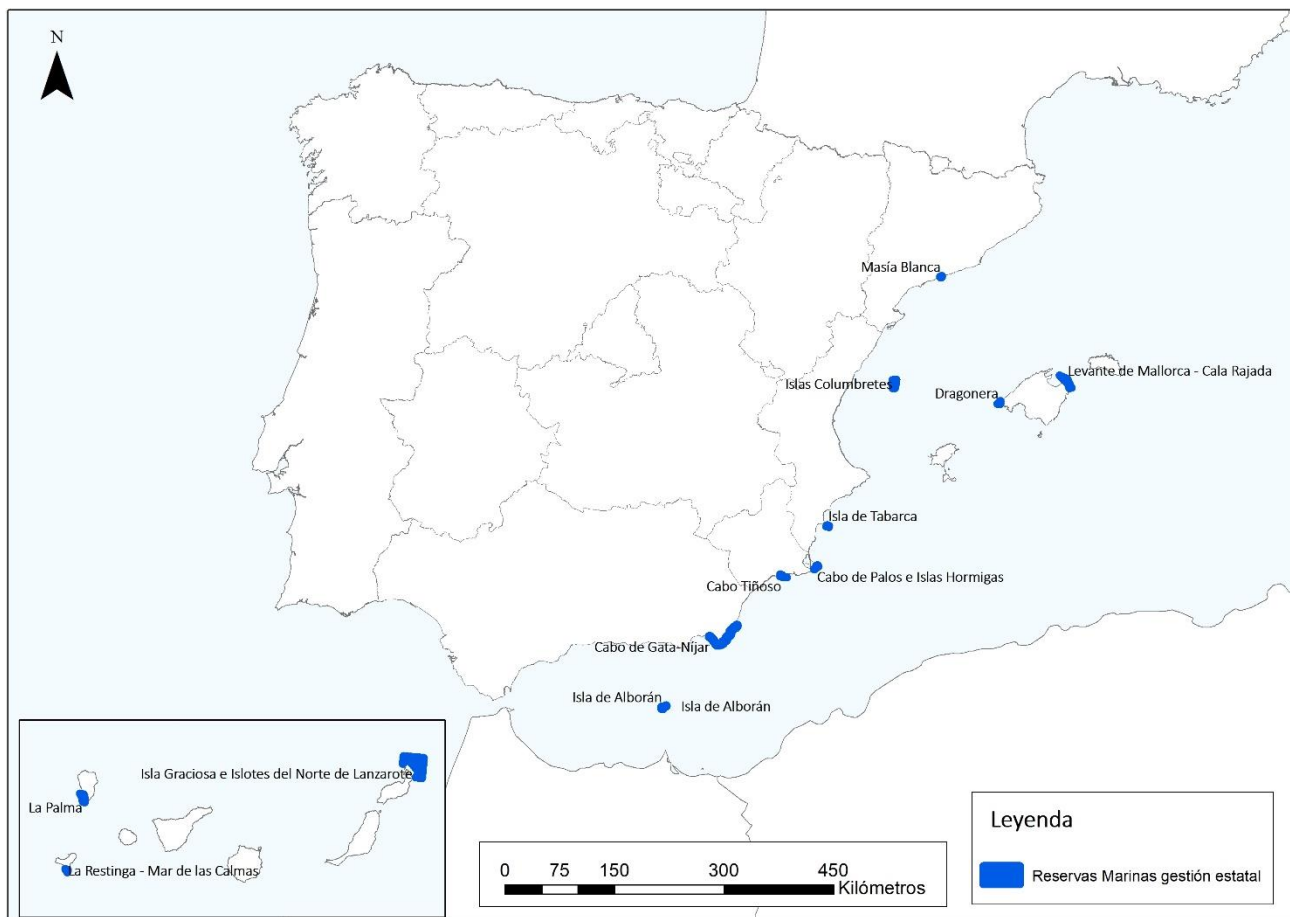 N
Masía Blanca
Levante de Mallorca - Cala Rajada
Islas Columbretes
Dragonera
Isla de Tabarca
Cabo de Palos e Islas Hormigas
Cabo Tiñoso
Cabo de Gata-Níjar
Isla de Alborán
Isla de Alborán
Isla Graciosa e Islotes del Norte de Lanzarote
La Palma
La Restinga - Mar de las Calmas
0 75 150 300 450
Kilómetros
Leyenda
Reservas Marinas gestión estatal